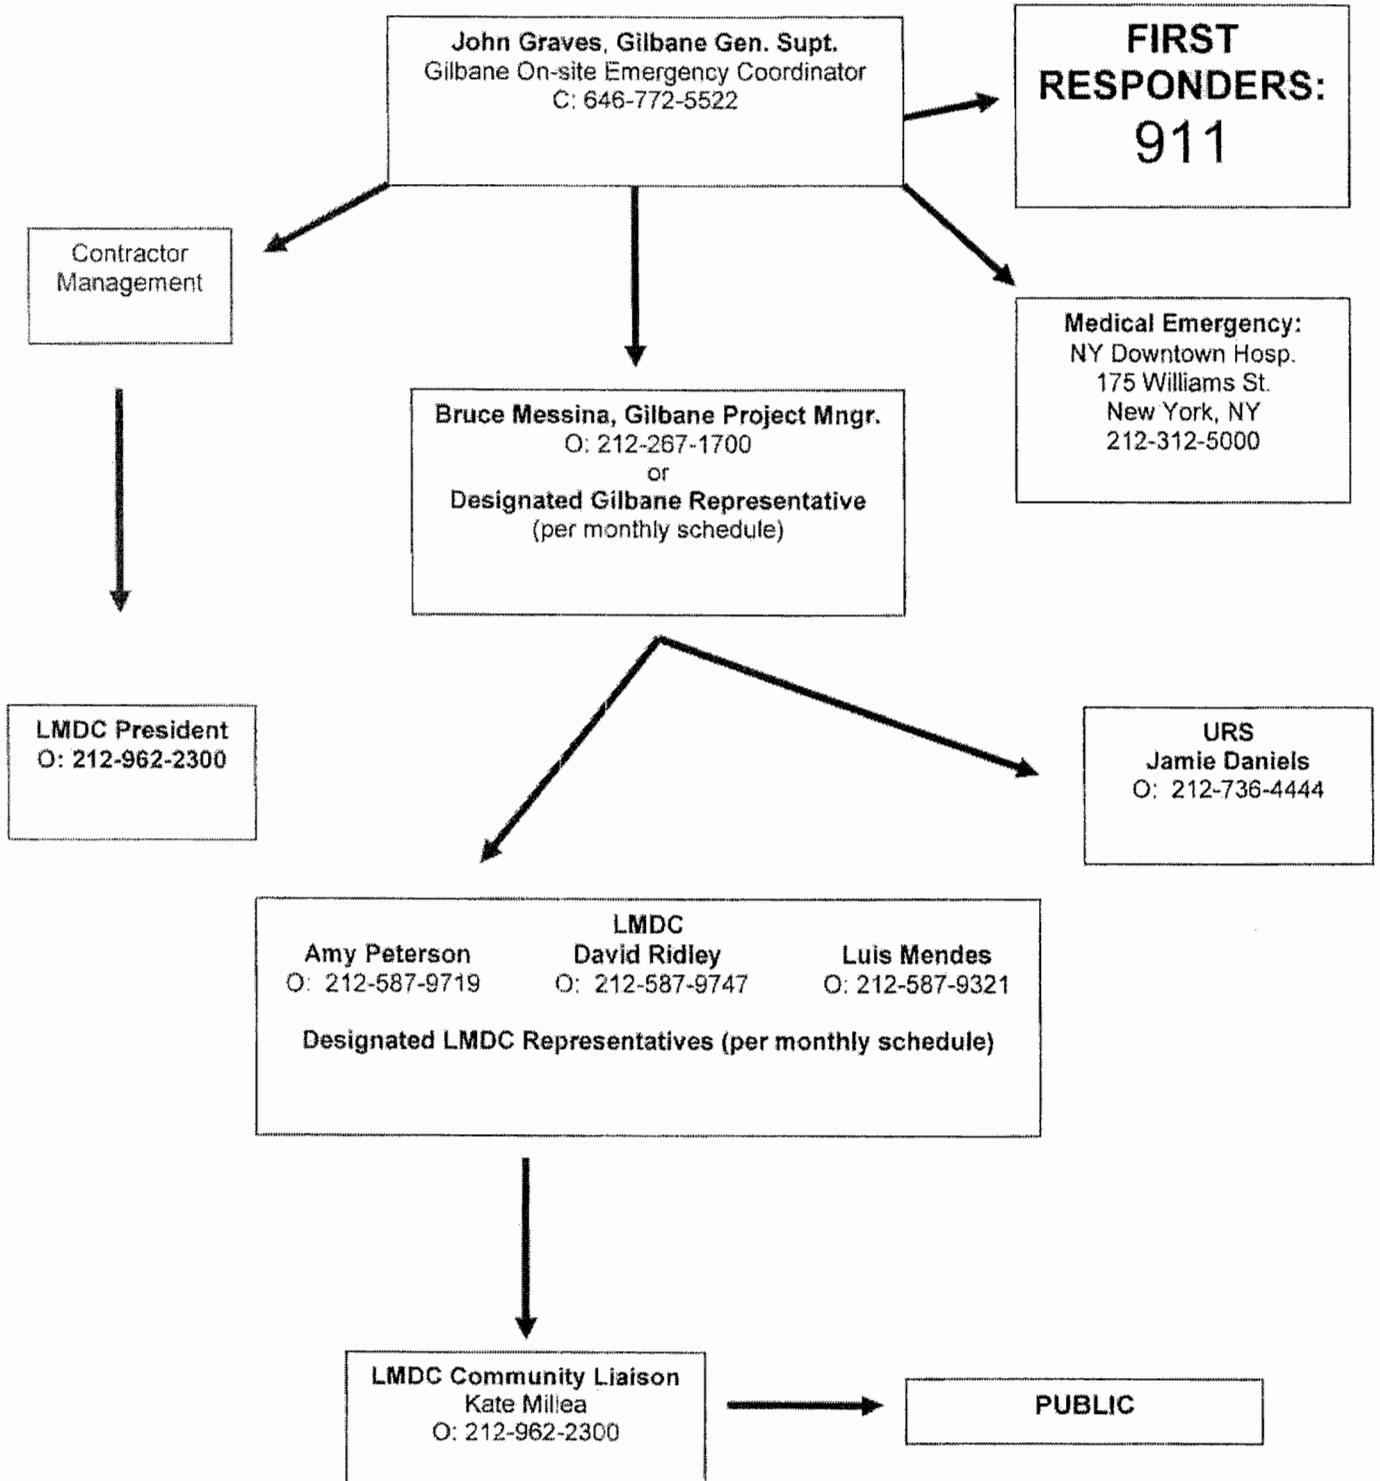 John Graves, Gilbane Gen. Supt.
Gilbane On-site Emergency Coordinator
C: 646-772-5522
FIRST
RESPONDERS:
911
Contractor
Management
Medical Emergency:
NY Downtown Hosp.
175 Williams St.
New York, NY
212-312-5000
Bruce Messina, Gilbane Project Mngr.
O: 212-267-1700
or
Designated Gilbane Representative
(per monthly schedule)
LMDC President
O: 212-962-2300
URS
Jamie Daniels
O: 212-736-4444
LMDC
Amy Peterson David Ridley Luis Mendes
O: 212-587-9719 O: 212-587-9747 O: 212-587-9321
Designated LMDC Representatives (per monthly schedule)
LMDC Community Liaison
Kate Millea
O: 212-962-2300
PUBLIC